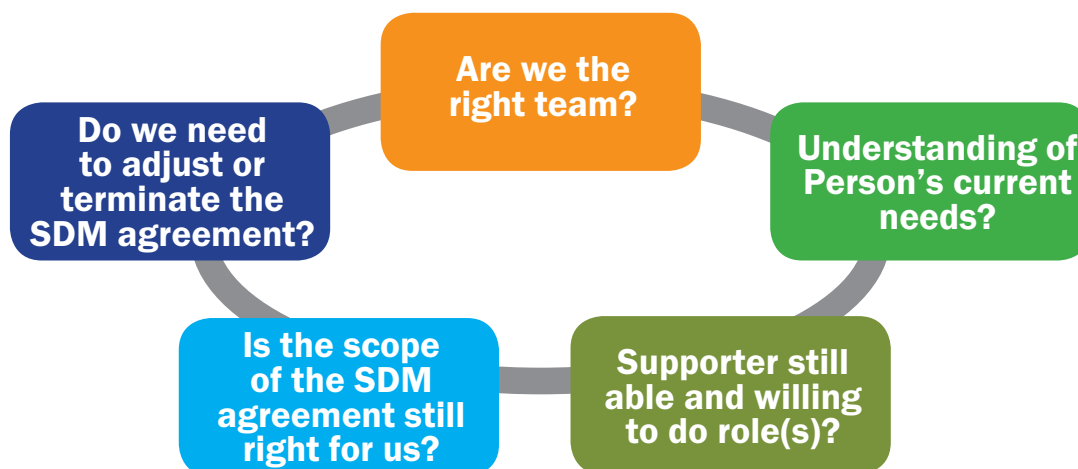 Are we the
right team?
Understanding of
Person's current
needs?
Supporter still
able and willing
to do role(s)?
Is the scope
of the SDM
agreement still
right for us?
Do we need
to adjust or
terminate the
SDM agreement?